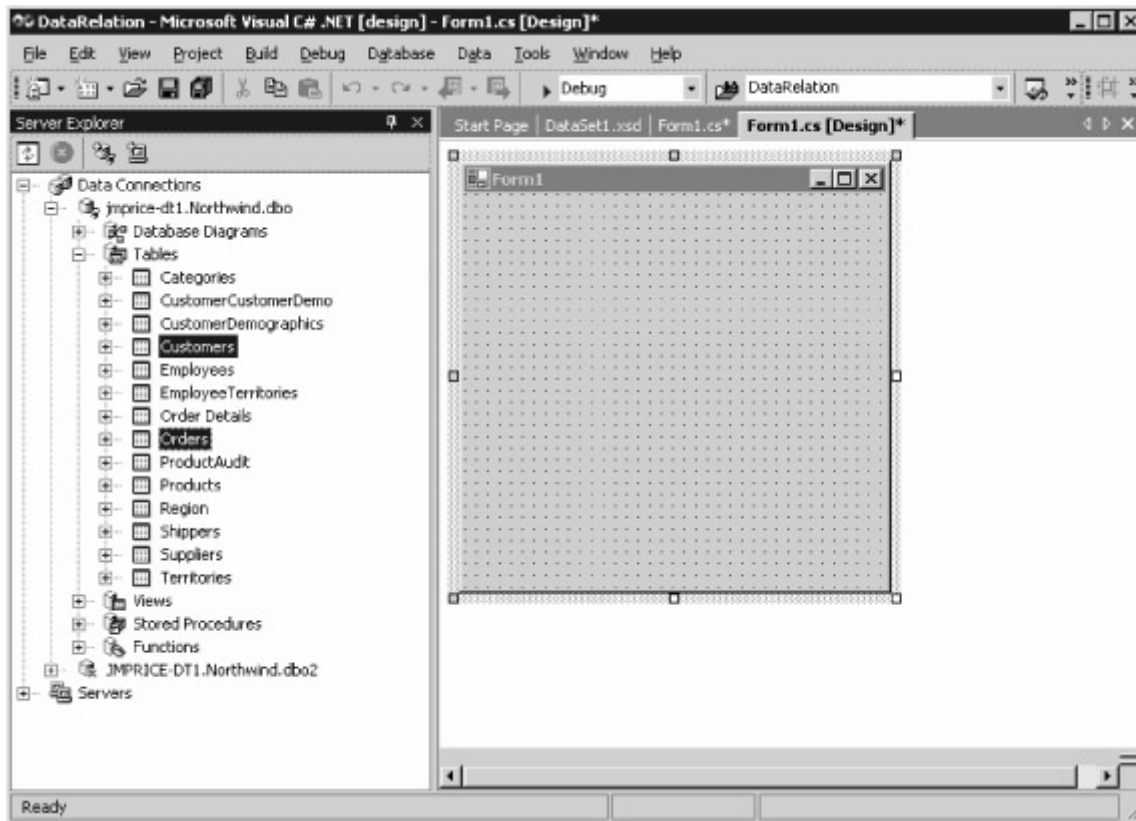 DataRelation - Microsoft Visual C# .NET [design] - Form1.cs [Design]*
File Edit View Project Build Debug Database Data Tools Window Help
Debug DataRelation
Server Explorer
Start Page DataSet1.xsd Form1.cs* Form1.cs [Design]*
Form1
Data Connections
jmprice-dt1.Northwind.dbo
Database Diagrams
Tables
Categories
CustomerCustomerDemo
CustomerDemographics
Customers
Employees
EmployeeTerritories
Order Details
Orders
ProductAudit
Products
Region
Shippers
Suppliers
Territories
Views
Stored Procedures
Functions
JMPRICE-DT1.Northwind.dbo2
Servers
Ready